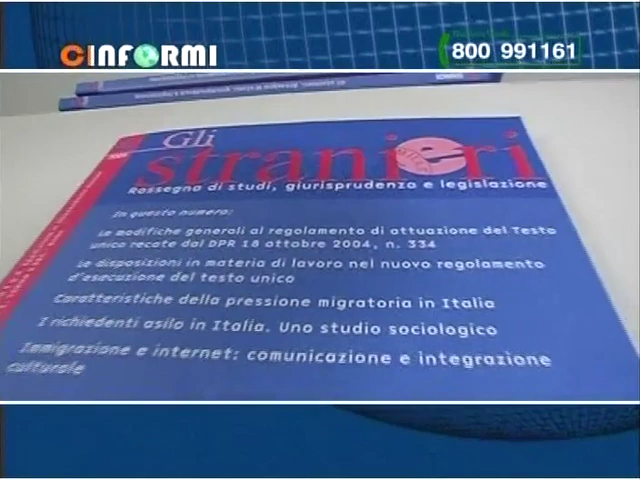 CINFORMI
800 991161
Gli
stranieri
Rassegna di studi, giurisprudenza e legislazione
In questo numero:
Le modifiche generali al regolamento di attuazione del Testo
unico recate dal DPR 18 ottobre 2004, n. 334
Le disposizioni in materia di lavoro nel nuovo regolamento
d'esecuzione del testo unico
Caratteristiche della pressione migratoria in Italia
I richiedenti asilo in Italia. Uno studio sociologico
Immigrazione e internet: comunicazione e integrazione
culturale